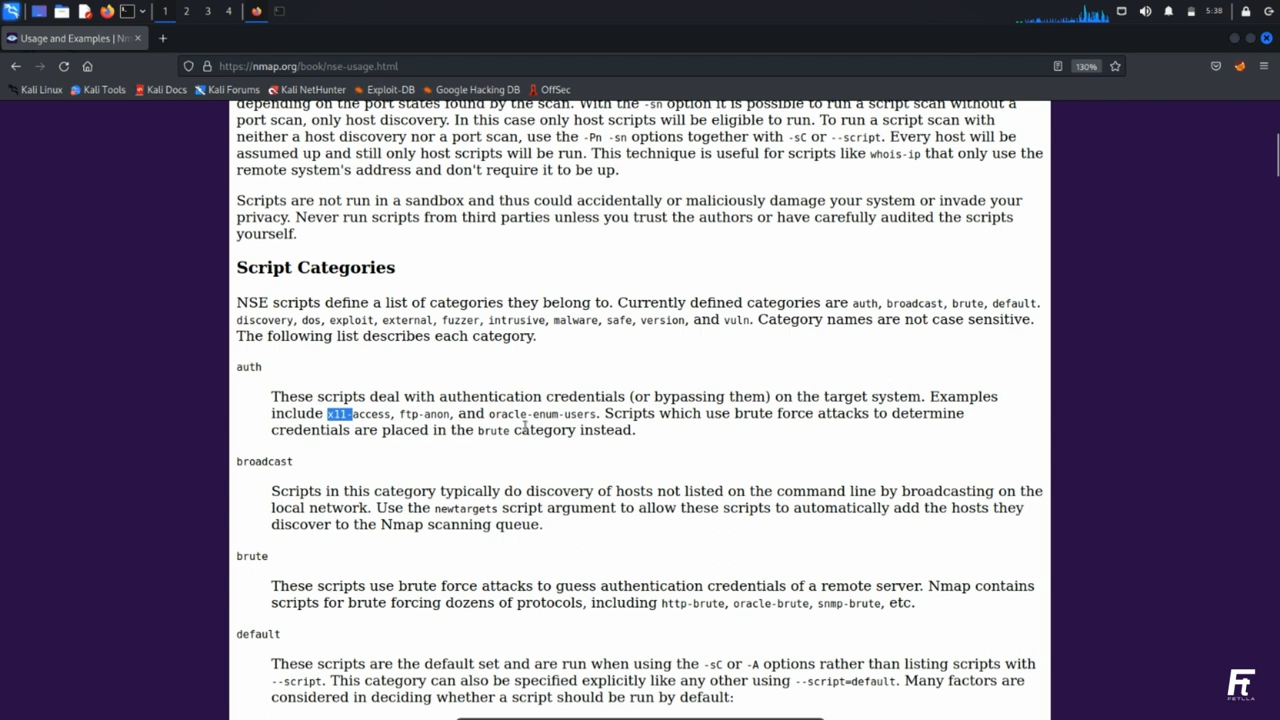 1 2 3 4
5:38
Usage and Examples | Nm
https://nmap.org/book/nse-usage.html
130%
Kali Linux Kali Tools Kali Docs Kali Forums Kali NetHunter Exploit-DB Google Hacking DB OffSec
depending on the port states found by the scan. With the -sn option it is possible to run a script scan without a
port scan, only host discovery. In this case only host scripts will be eligible to run. To run a script scan with
neither a host discovery nor a port scan, use the -Pn -sn options together with -sC or --script. Every host will be
assumed up and still only host scripts will be run. This technique is useful for scripts like whois-ip that only use the
remote system's address and don't require it to be up.
Scripts are not run in a sandbox and thus could accidentally or maliciously damage your system or invade your
privacy. Never run scripts from third parties unless you trust the authors or have carefully audited the scripts
yourself.
Script Categories
NSE scripts define a list of categories they belong to. Currently defined categories are auth, broadcast, brute, default.
discovery, dos, exploit, external, fuzzer, intrusive, malware, safe, version, and vuln. Category names are not case sensitive.
The following list describes each category.
auth
These scripts deal with authentication credentials (or bypassing them) on the target system. Examples
include x11-access, ftp-anon, and oracle-enum-users. Scripts which use brute force attacks to determine
credentials are placed in the brute category instead.
broadcast
Scripts in this category typically do discovery of hosts not listed on the command line by broadcasting on the
local network. Use the newtargets script argument to allow these scripts to automatically add the hosts they
discover to the Nmap scanning queue.
brute
These scripts use brute force attacks to guess authentication credentials of a remote server. Nmap contains
scripts for brute forcing dozens of protocols, including http-brute, oracle-brute, snmp-brute, etc.
default
These scripts are the default set and are run when using the -sC or -A options rather than listing scripts with
--script. This category can also be specified explicitly like any other using --script=default. Many factors are
considered in deciding whether a script should be run by default:
Ft
FETLLA